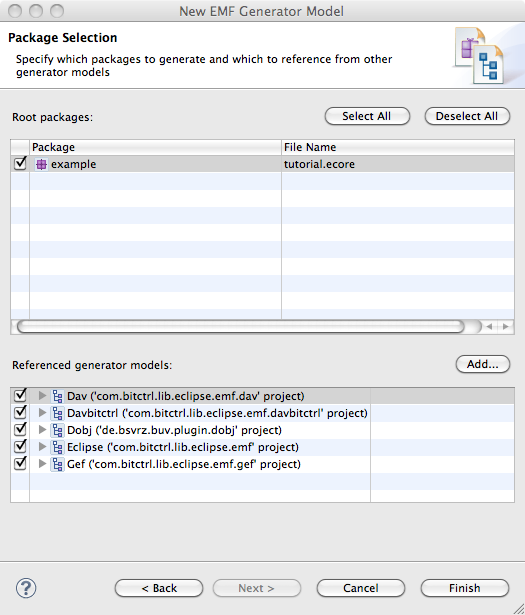 New EMF Generator Model
Package Selection
Specify which packages to generate and which to reference from other
generator models
Root packages:
Select All
Deselect All
Package
File Name
example
tutorial.ecore
Referenced generator models:
Add...
Dav ('com.bitctrl.lib.eclipse.emf.dav' project)
Davbitctrl ('com.bitctrl.lib.eclipse.emf.davbitctrl' project)
Dobj ('de.bsvrz.buv.plugin.dobj' project)
Eclipse ('com.bitctrl.lib.eclipse.emf' project)
Gef ('com.bitctrl.lib.eclipse.emf.gef' project)
?
< Back
Next >
Cancel
Finish